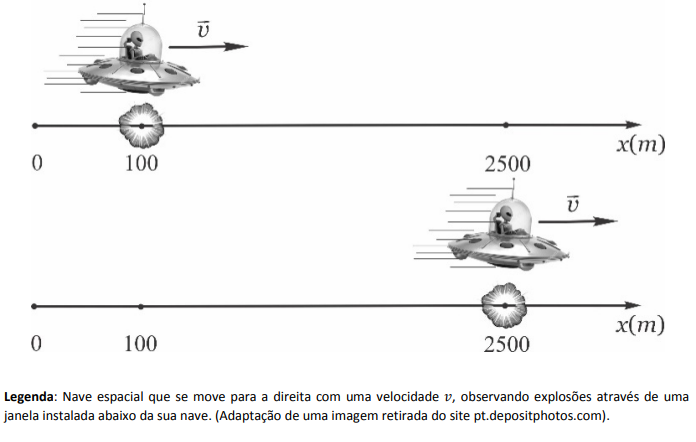 v⃗
0 100 2500 x(m)
v⃗
0 100 2500 x(m)
Legenda: Nave espacial que se move para a direita com uma velocidade v, observando explosões através de uma
janela instalada abaixo da sua nave. (Adaptação de uma imagem retirada do site pt.depositphotos.com).